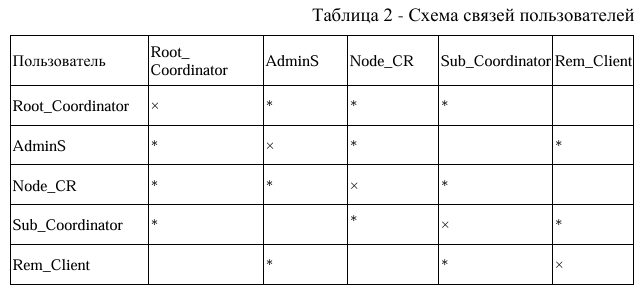 Таблица 2 - Схема связей пользователей
Пользователь Root_ Coordinator AdminS Node_CR Sub_Coordinator Rem_Client
Root_Coordinator × * * *
AdminS * × * *
Node_CR * * × *
Sub_Coordinator * * × *
Rem_Client * * ×